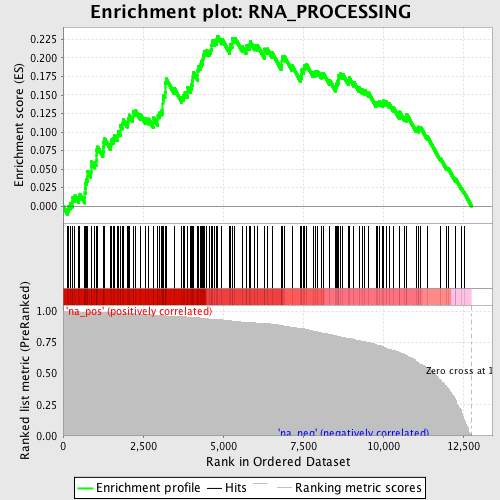 Enrichment plot: RNA_PROCESSING
Enrichment score (ES)
0.225
0.200
0.175
0.150
0.125
0.100
0.075
0.050
0.025
0.000
'na_pos' (positively correlated)
Ranked list metric (PreRanked)
1.00
0.75
0.50
0.25
0.00
Zero cross at 1
'na_neg' (negatively correlated)
0
2,500
5,000
7,500
10,000
12,500
Rank in Ordered Dataset
Enrichment profile
Hits
Ranking metric scores